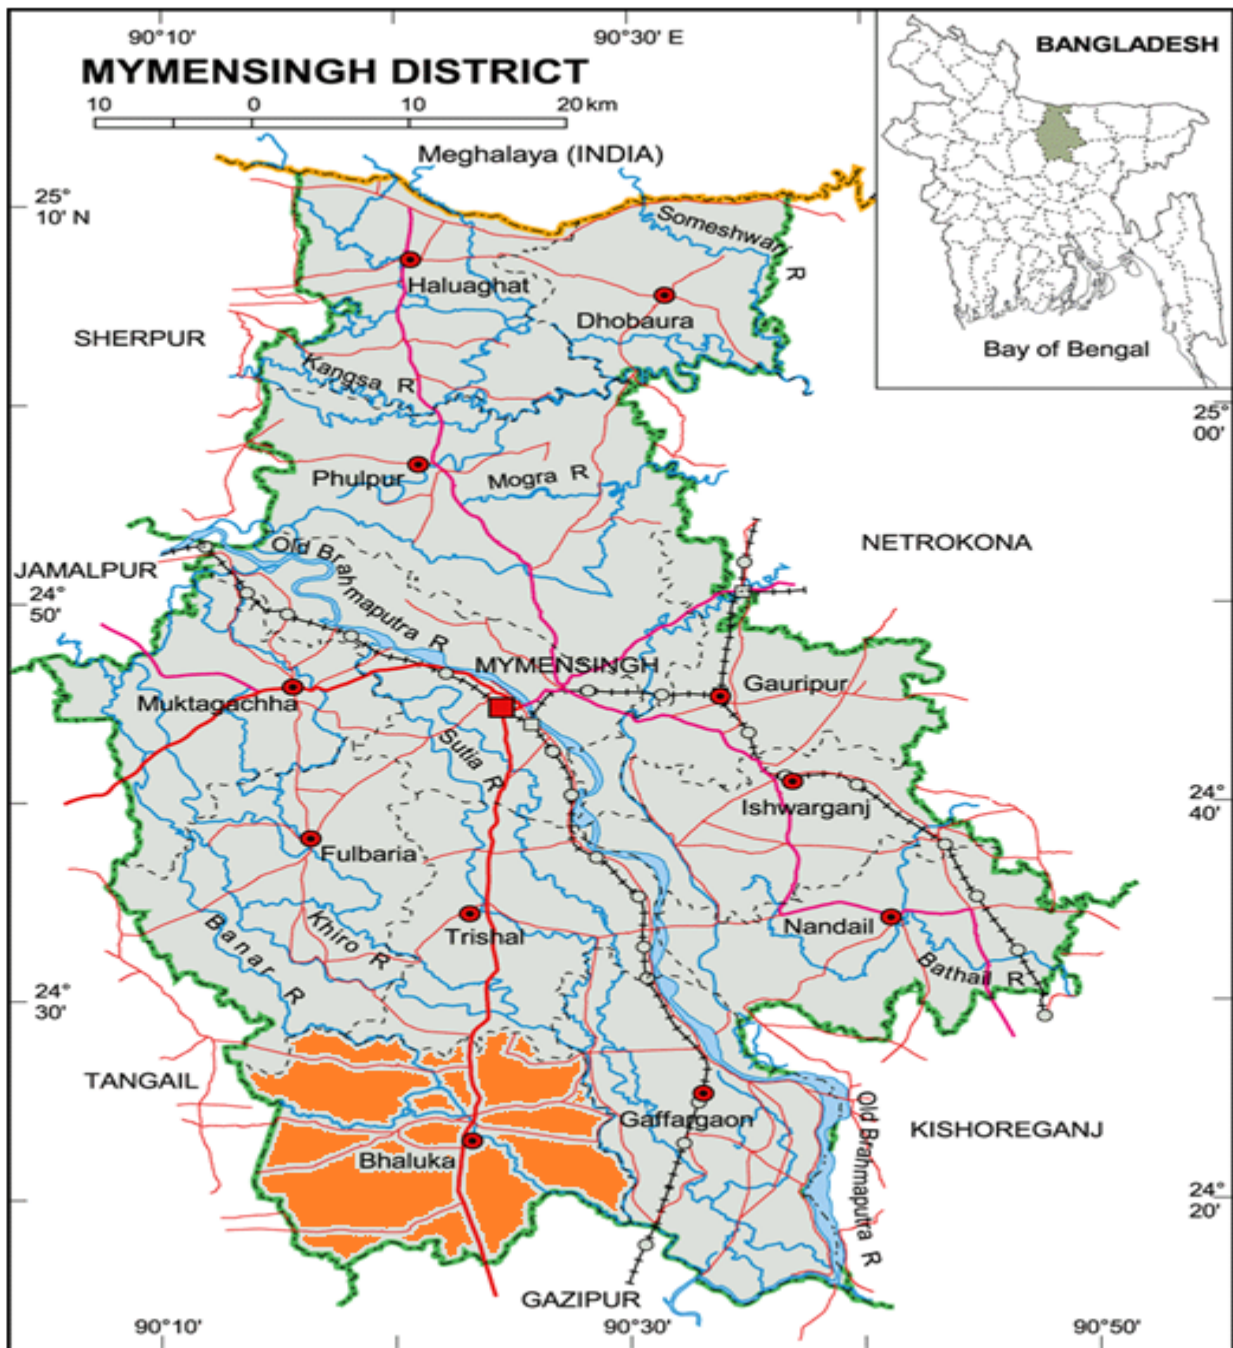 90°10' 90°30' E
BANGLADESH
MYMENSINGH DISTRICT
10 0 10 20 km
Meghalaya (INDIA)
25°
10' N
Someshwari R
Haluaghat
Dhobaura
SHERPUR
Bay of Bengal
Kangsa R
25°
00'
Phulpur
Mogra R
Old Brahmaputra R
NETROKONA
JAMALPUR
24°
50'
MYMENSINGH
Gauripur
Muktagachha
Sutia R
Ishwarganj
24°
40'
Fulbaria
Khiro R
Trishal
Nandail
Banar R
Bathail R
24°
30'
TANGAIL
Gaffargaon
Old Brahmaputra R
KISHOREGANJ
Bhaluka
24°
20'
GAZIPUR
90°10' 90°30' 90°50'